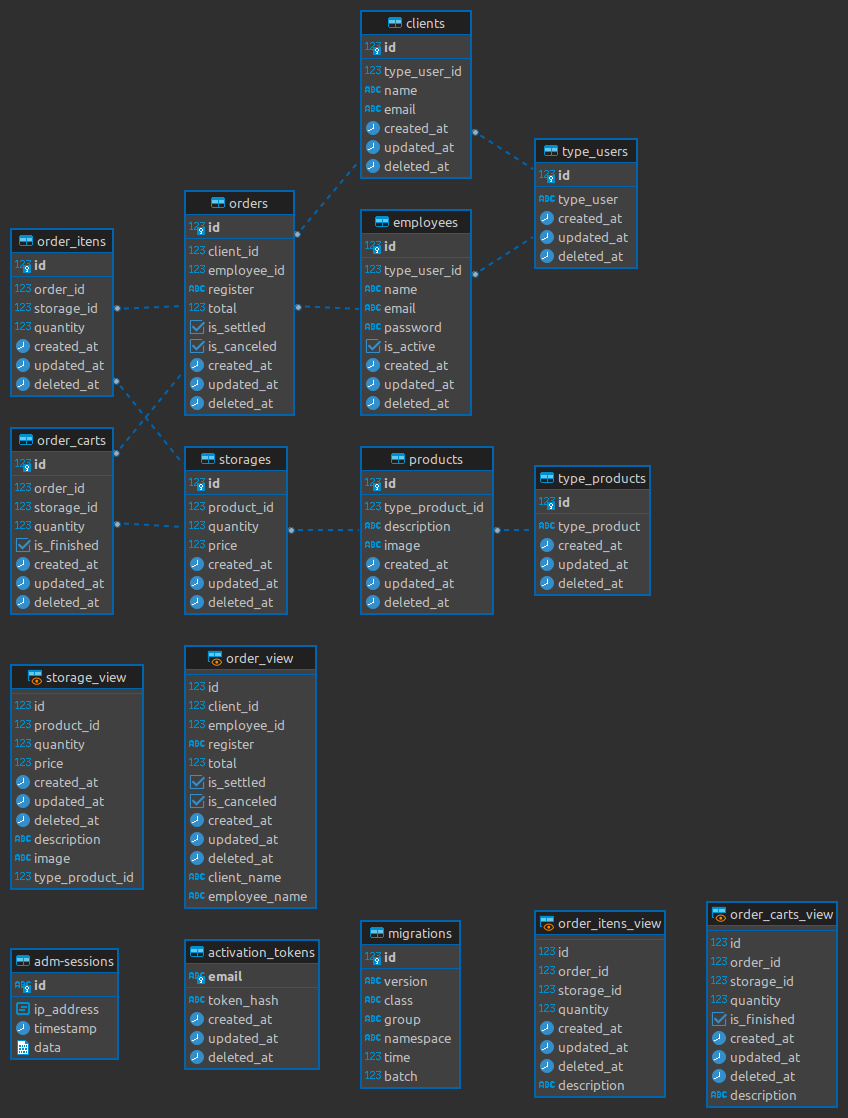 clients
123 id
123 type_user_id
ABC name
ABC email
created_at
updated_at
deleted_at
type_users
123 id
ABC type_user
created_at
updated_at
deleted_at
orders
123 id
123 client_id
123 employee_id
ABC register
123 total
is_settled
is_canceled
created_at
updated_at
deleted_at
employees
123 id
123 type_user_id
ABC name
ABC email
ABC password
is_active
created_at
updated_at
deleted_at
order_itens
123 id
123 order_id
123 storage_id
123 quantity
created_at
updated_at
deleted_at
order_carts
123 id
123 order_id
123 storage_id
123 quantity
is_finished
created_at
updated_at
deleted_at
storages
123 id
123 product_id
123 quantity
123 price
created_at
updated_at
deleted_at
products
123 id
123 type_product_id
ABC description
ABC image
created_at
updated_at
deleted_at
type_products
123 id
ABC type_product
created_at
updated_at
deleted_at
storage_view
123 id
123 product_id
123 quantity
123 price
created_at
updated_at
deleted_at
ABC description
ABC image
123 type_product_id
order_view
123 id
123 client_id
123 employee_id
ABC register
123 total
is_settled
is_canceled
created_at
updated_at
deleted_at
ABC client_name
ABC employee_name
adm-sessions
ABC id
ip_address
timestamp
data
activation_tokens
ABC email
ABC token_hash
created_at
updated_at
deleted_at
migrations
123 id
ABC version
ABC class
ABC group
ABC namespace
123 time
123 batch
order_itens_view
123 id
123 order_id
123 storage_id
123 quantity
created_at
updated_at
deleted_at
ABC description
order_carts_view
123 id
123 order_id
123 storage_id
123 quantity
is_finished
created_at
updated_at
deleted_at
ABC description